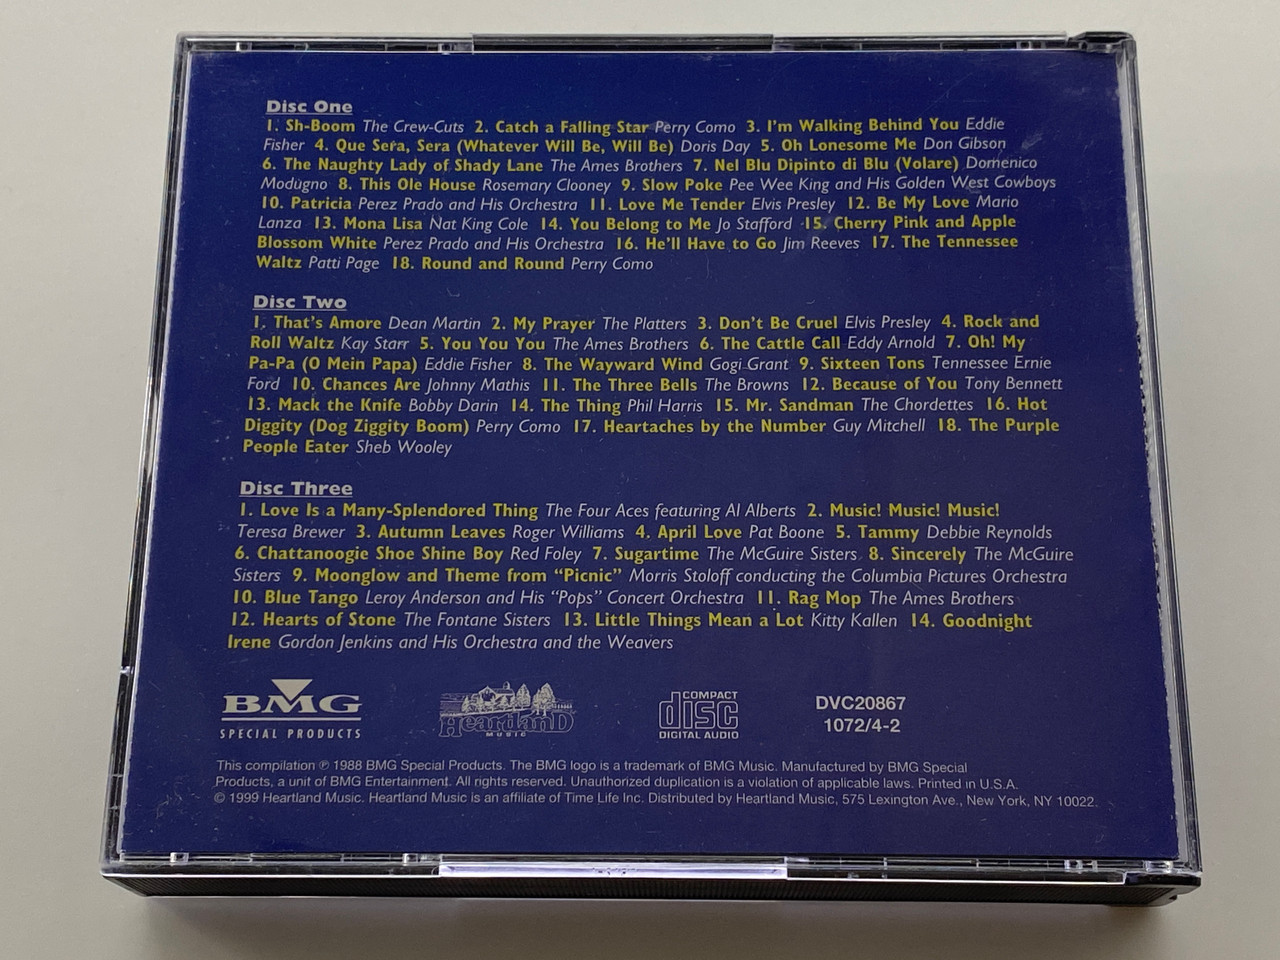 Disc One
1. Sh-Boom The Crew-Cuts 2. Catch a Falling Star Perry Como 3. I'm Walking Behind You Eddie
Fisher 4. Que Sera, Sera (Whatever Will Be, Will Be) Doris Day 5. Oh Lonesome Me Don Gibson
6. The Naughty Lady of Shady Lane The Ames Brothers 7. Nel Blu Dipinto di Blu (Volare) Domenico
Modugno 8. This Ole House Rosemary Clooney 9. Slow Poke Pee Wee King and His Golden West Cowboys
10. Patricia Perez Prado and His Orchestra 11. Love Me Tender Elvis Presley 12. Be My Love Mario
Lanza 13. Mona Lisa Nat King Cole 14. You Belong to Me Jo Stafford 15. Cherry Pink and Apple
Blossom White Perez Prado and His Orchestra 16. He'll Have to Go Jim Reeves 17. The Tennessee
Waltz Patti Page 18. Round and Round Perry Como
Disc Two
1. That's Amore Dean Martin 2. My Prayer The Platters 3. Don't Be Cruel Elvis Presley 4. Rock and
Roll Waltz Kay Starr 5. You You You The Ames Brothers 6. The Cattle Call Eddy Arnold 7. Oh! My
Pa-Pa (O Mein Papa) Eddie Fisher 8. The Wayward Wind Gogi Grant 9. Sixteen Tons Tennessee Ernie
Ford 10. Chances Are Johnny Mathis 11. The Three Bells The Browns 12. Because of You Tony Bennett
13. Mack the Knife Bobby Darin 14. The Thing Phil Harris 15. Mr. Sandman The Chordettes 16. Hot
Diggity (Dog Ziggity Boom) Perry Como 17. Heartaches by the Number Guy Mitchell 18. The Purple
People Eater Sheb Wooley
Disc Three
1. Love Is a Many-Splendored Thing The Four Aces featuring Al Alberts 2. Music! Music! Music!
Teresa Brewer 3. Autumn Leaves Roger Williams 4. April Love Pat Boone 5. Tammy Debbie Reynolds
6. Chattanoogie Shoe Shine Boy Red Foley 7. Sugartime The McGuire Sisters 8. Sincerely The McGuire
Sisters 9. Moonglow and Theme from "Picnic" Morris Stoloff conducting the Columbia Pictures Orchestra
10. Blue Tango Leroy Anderson and His "Pops" Concert Orchestra 11. Rag Mop The Ames Brothers
12. Hearts of Stone The Fontane Sisters 13. Little Things Mean a Lot Kitty Kallen 14. Goodnight
Irene Gordon Jenkins and His Orchestra and the Weavers
BMG
SPECIAL PRODUCTS
HeartlanD
MUSIC
COMPACT
disc
DIGITAL AUDIO
DVC20867
1072/4-2
This compilation ℗ 1988 BMG Special Products. The BMG logo is a trademark of BMG Music. Manufactured by BMG Special
Products, a unit of BMG Entertainment. All rights reserved. Unauthorized duplication is a violation of applicable laws. Printed in U.S.A.
© 1999 Heartland Music. Heartland Music is an affiliate of Time Life Inc. Distributed by Heartland Music, 575 Lexington Ave., New York, NY 10022.